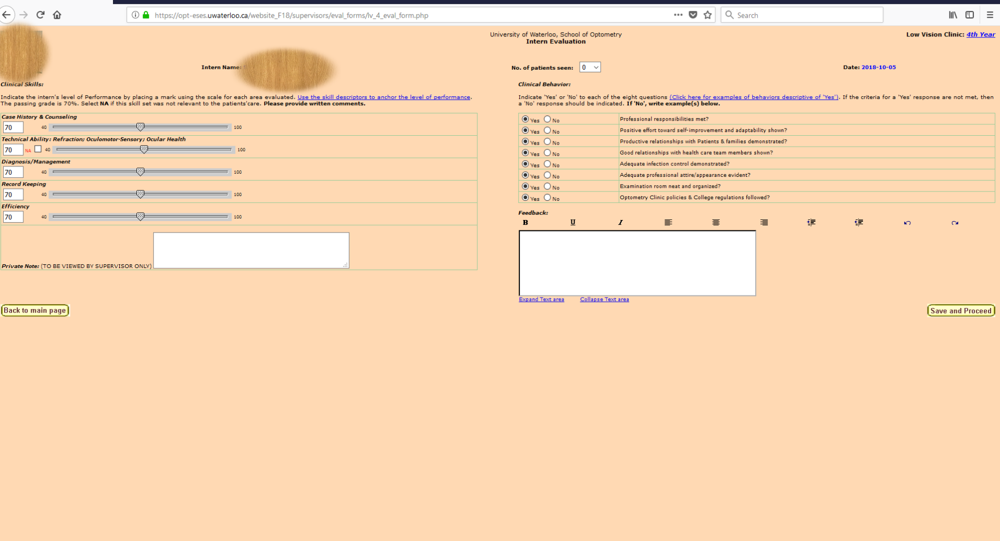 https://opt-eses.uwaterloo.ca/website_F18/supervisors/eval_forms/lv_4_eval_form.php
Search
University of Waterloo, School of Optometry
Intern Evaluation
Low Vision Clinic: 4th Year
Intern Name:
No. of patients seen: 0
Date: 2018-10-05
Clinical Skills:
Indicate the intern's level of Performance by placing a mark using the scale for each area evaluated. Use the skill descriptors to anchor the level of performance.
The passing grade is 70%. Select NA if this skill set was not relevant to the patients'care. Please provide written comments.
Case History & Counseling
70 40 100
Technical Ability: Refraction; Oculomotor-Sensory; Ocular Health
70 NA 40 100
Diagnosis/Management
70 40 100
Record Keeping
70 40 100
Efficiency
70 40 100
Private Note: (TO BE VIEWED BY SUPERVISOR ONLY)
Back to main page
Clinical Behavior:
Indicate 'Yes' or 'No' to each of the eight questions (Click here for examples of behaviors descriptive of 'Yes'). If the criteria for a 'Yes' response are not met, then
a 'No' response should be indicated. If 'No', write example(s) below.
Yes No Professional responsibilities met?
Yes No Positive effort toward self-improvement and adaptability shown?
Yes No Productive relationships with Patients & families demonstrated?
Yes No Good relationships with health care team members shown?
Yes No Adequate infection control demonstrated?
Yes No Adequate professional attire/appearance evident?
Yes No Examination room neat and organized?
Yes No Optometry Clinic policies & College regulations followed?
Feedback:
B U I
Expand Text area Collapse Text area
Save and Proceed